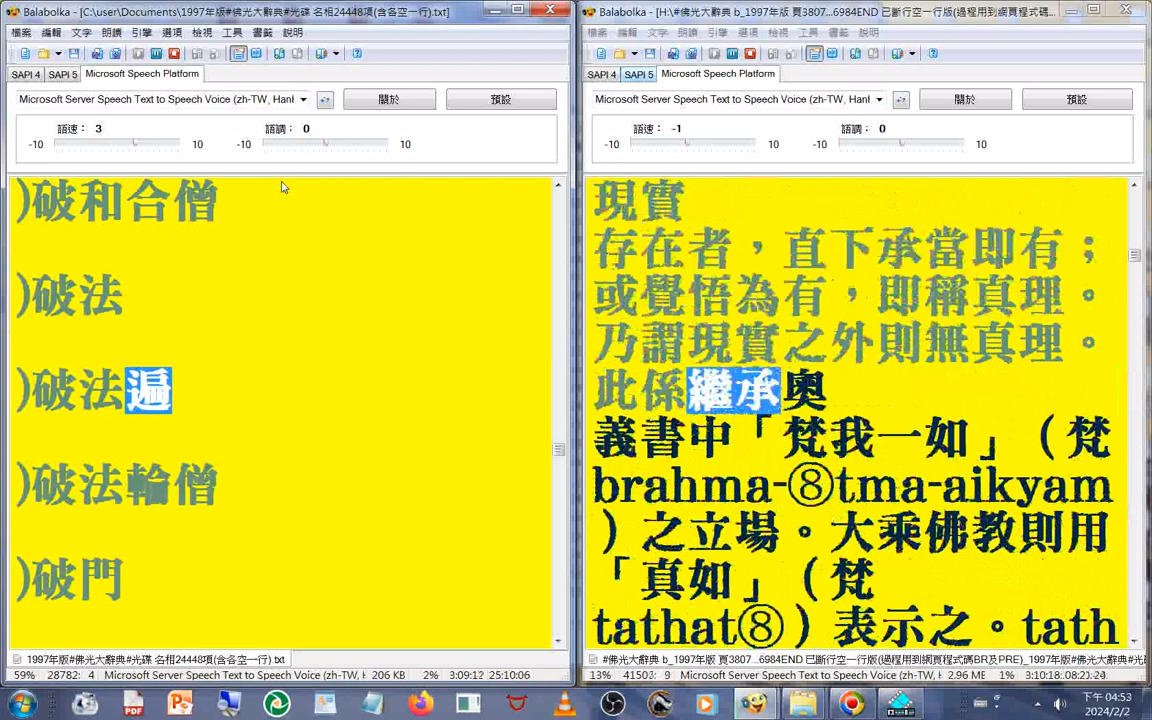 Balabolka - [C:\user\Documents\1997年版#佛光大辭典#光碟 名相24448項(含各空一行).txt]
檔案 編輯 文字 朗讀 引擎 選項 檢視 工具 書籤 說明
SAPI 4 SAPI 5 Microsoft Speech Platform
Microsoft Server Speech Text to Speech Voice (zh-TW, Hanl 關於 預設
語速： 3 語調： 0
-10 10 -10 10
)破和合僧
)破法
)破法遍
)破法輪僧
)破門
1997年版#佛光大辭典#光碟 名相24448項(含各空一行).txt
59% 28782: 4 Microsoft Server Speech Text to Speech Voice (zh-TW, H 206 KB 2% 3:09:12 25:10:06
Balabolka - [H:\#佛光大辭典 b_1997年版 頁3807...6984END 已斷行空一行版(過程用到網頁程式碼...
檔案 編輯 文字 朗讀 引擎 選項 檢視 工具 書籤 說明
SAPI 4 SAPI 5 Microsoft Speech Platform
Microsoft Server Speech Text to Speech Voice (zh-TW, Hanl 關於 預設
語速： -1 語調： 0
-10 10 -10 10
現實
存在者，直下承當即有；
或覺悟為有，即稱真理。
乃謂現實之外則無真理。
此係繼承奧
義書中「梵我一如」（梵
brahma-⑧tma-aikyam
）之立場。大乘佛教則用
「真如」（梵
tathat⑧）表示之。tath
#佛光大辭典 b_1997年版 頁3807...6984END 已斷行空一行版(過程用到網頁程式碼BR及PRE)_1997年版#佛光大辭典#光
13% Microsoft Server Speech Text to Speech Voice (zh-TW, H 2.96 ME 1%
PDF
下午 04:53
2024/2/2